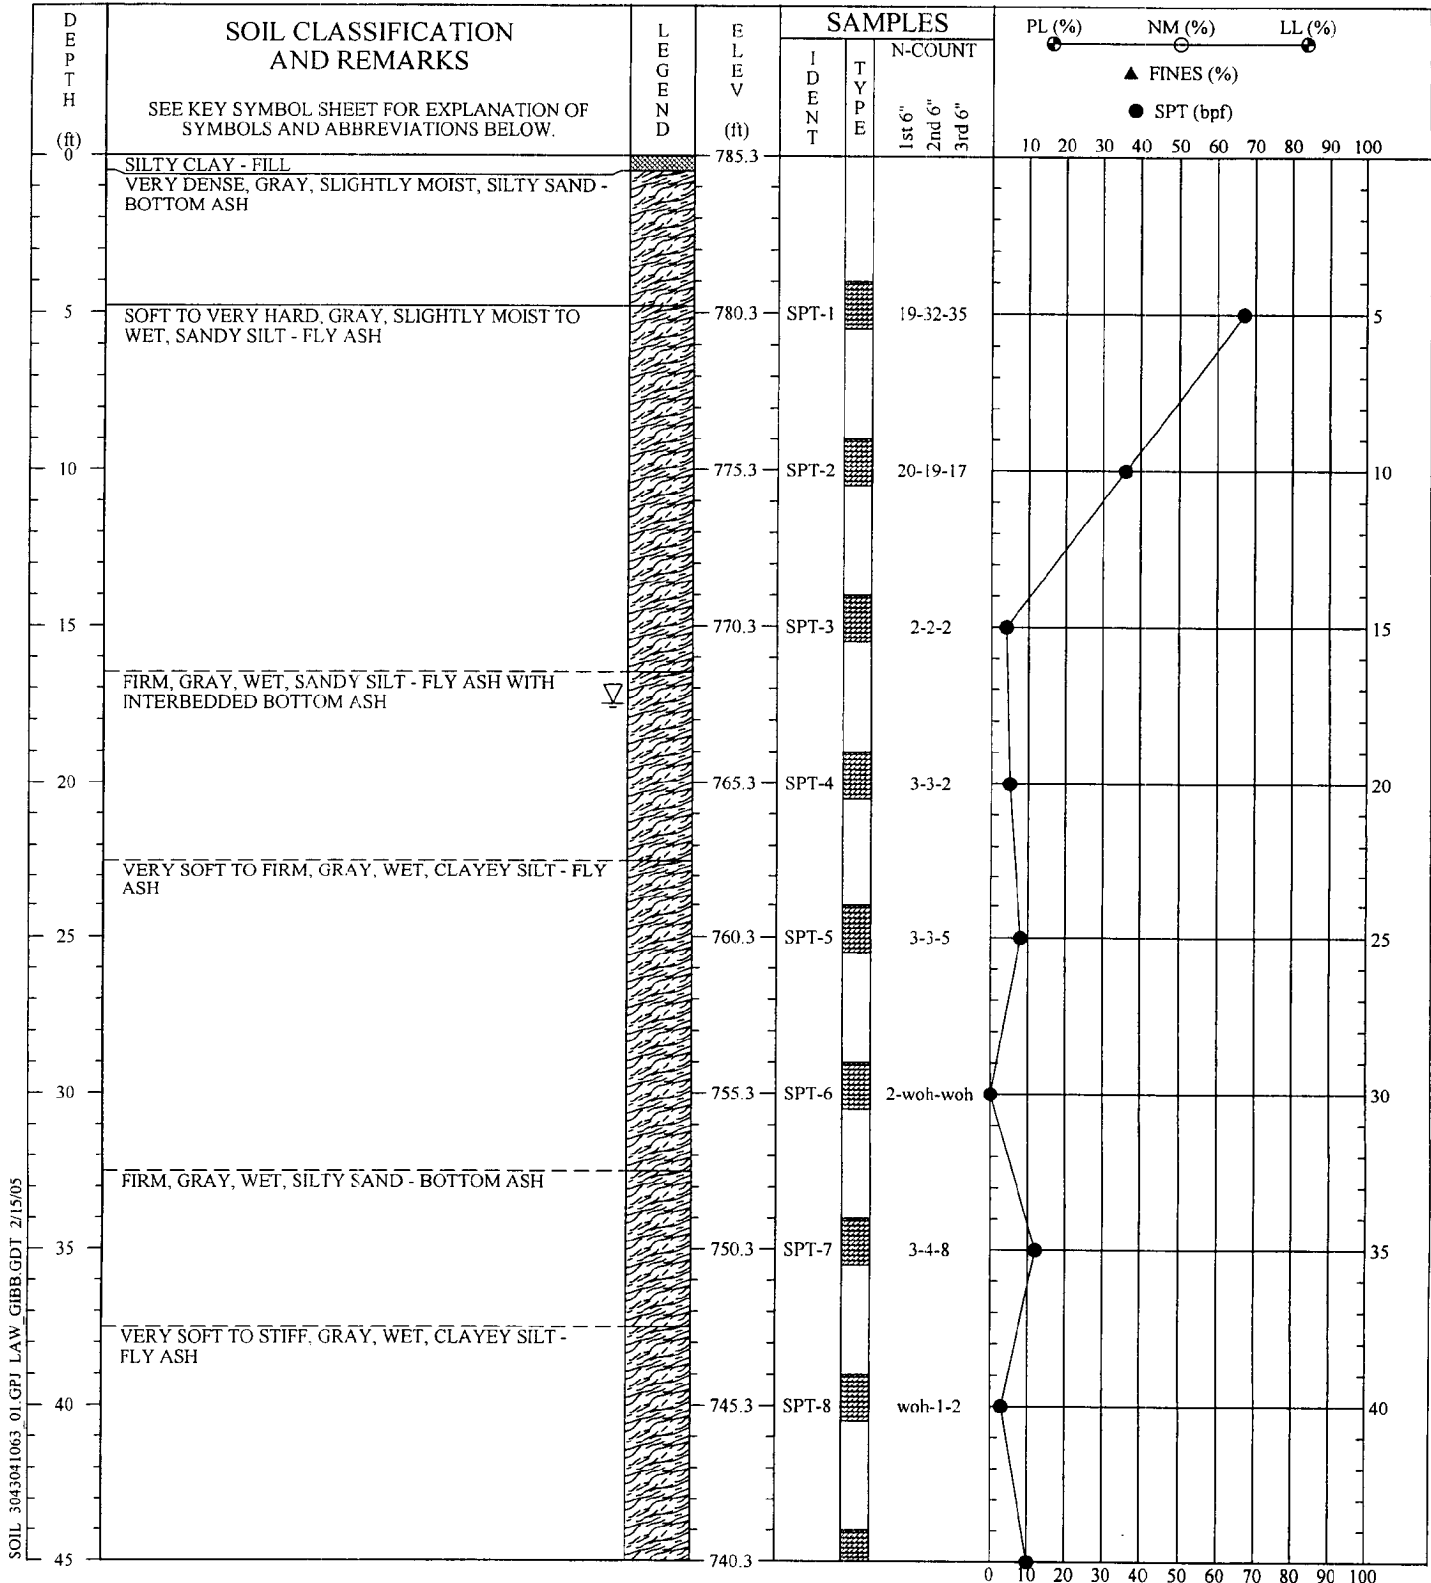 DEPTH (ft)
SOIL CLASSIFICATION
AND REMARKS
SEE KEY SYMBOL SHEET FOR EXPLANATION OF
SYMBOLS AND ABBREVIATIONS BELOW.
LEGEND
ELEV (ft)
SAMPLES
IDENT
TYPE
N-COUNT
1st 6"
2nd 6"
3rd 6"
PL (%) NM (%) LL (%)
FINES (%)
SPT (bpf)
10 20 30 40 50 60 70 80 90 100
0 785.3
SILTY CLAY - FILL
VERY DENSE, GRAY, SLIGHTLY MOIST, SILTY SAND -
BOTTOM ASH
5 780.3 SPT-1 19-32-35 5
SOFT TO VERY HARD, GRAY, SLIGHTLY MOIST TO
WET, SANDY SILT - FLY ASH
10 775.3 SPT-2 20-19-17 10
15 770.3 SPT-3 2-2-2 15
FIRM, GRAY, WET, SANDY SILT - FLY ASH WITH
INTERBEDDED BOTTOM ASH
20 765.3 SPT-4 3-3-2 20
VERY SOFT TO FIRM, GRAY, WET, CLAYEY SILT - FLY
ASH
25 760.3 SPT-5 3-3-5 25
30 755.3 SPT-6 2-woh-woh 30
FIRM, GRAY, WET, SILTY SAND - BOTTOM ASH
35 750.3 SPT-7 3-4-8 35
VERY SOFT TO STIFF, GRAY, WET, CLAYEY SILT -
FLY ASH
40 745.3 SPT-8 woh-1-2 40
45 740.3
0 10 20 30 40 50 60 70 80 90 100
SOIL 3043041063_01.GPJ LAW_GIBB.GDT 2/15/05